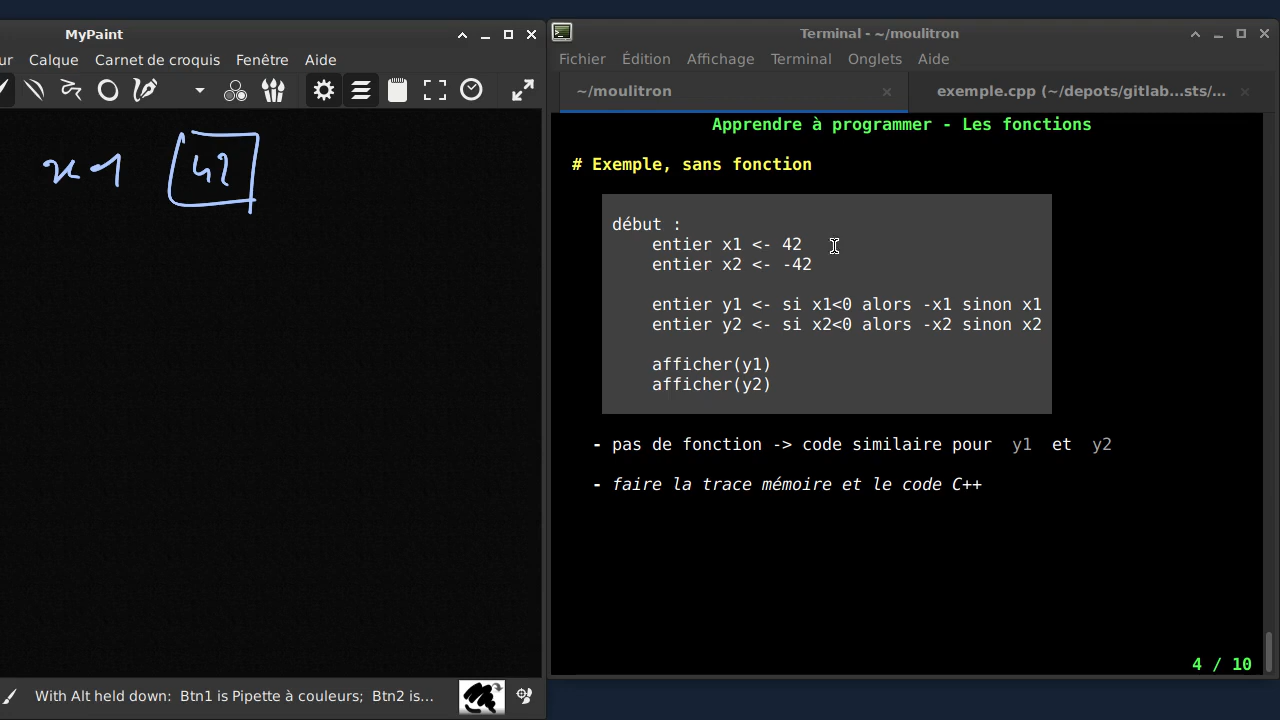 MyPaint
ur Calque Carnet de croquis Fenêtre Aide
x1 42
With Alt held down: Btn1 is Pipette à couleurs; Btn2 is...
Terminal - ~/moulitron
Fichier Édition Affichage Terminal Onglets Aide
~/moulitron × exemple.cpp (~/depots/gitlab...sts/... ×
Apprendre à programmer - Les fonctions
# Exemple, sans fonction
début :
entier x1 <- 42
entier x2 <- -42
entier y1 <- si x1<0 alors -x1 sinon x1
entier y2 <- si x2<0 alors -x2 sinon x2
afficher(y1)
afficher(y2)
- pas de fonction -> code similaire pour y1 et y2
- faire la trace mémoire et le code C++
4 / 10